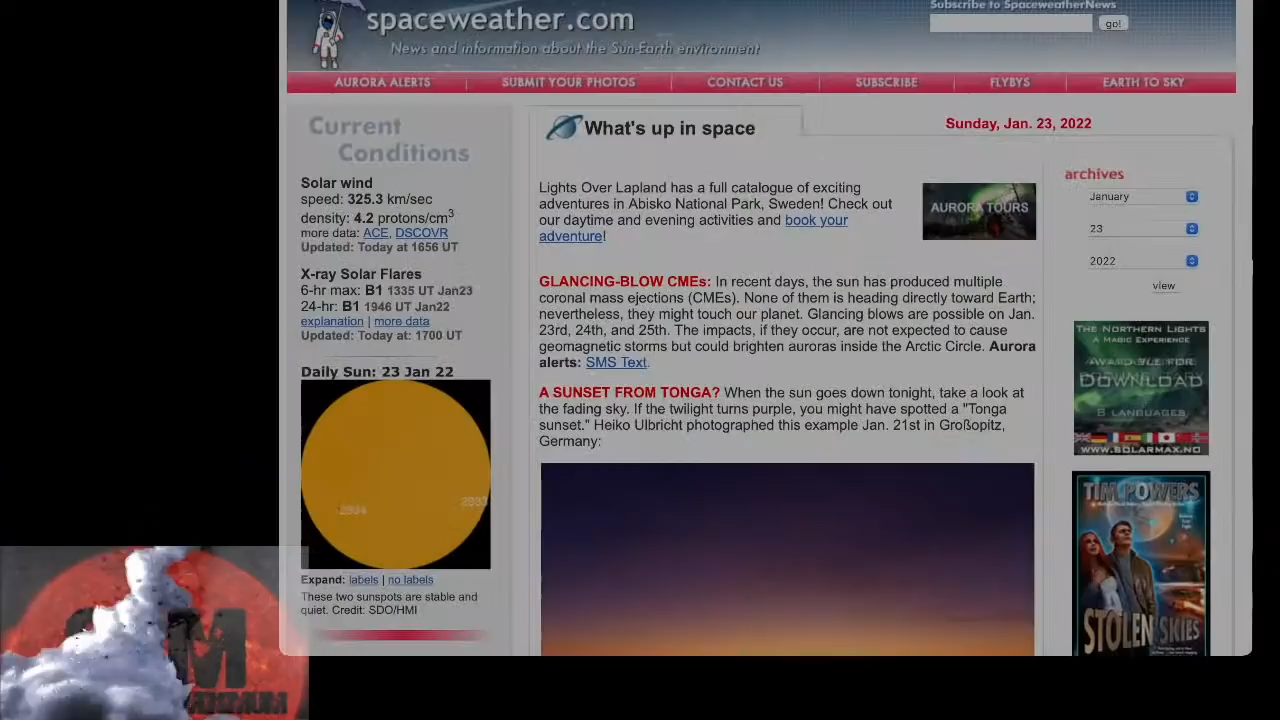 Subscribe to SpaceweatherNews
spaceweather.com
go!
News and information about the Sun-Earth environment
AURORA ALERTS
SUBMIT YOUR PHOTOS
CONTACT US
SUBSCRIBE
FLYBYS
EARTH TO SKY
Current
Conditions
Solar wind
speed: 325.3 km/sec
density: 4.2 protons/cm3
more data: ACE, DSCOVR
Updated: Today at 1656 UT
X-ray Solar Flares
6-hr max: B1 1335 UT Jan23
24-hr: B1 1946 UT Jan22
explanation | more data
Updated: Today at: 1700 UT
Daily Sun: 23 Jan 22
2934
2933
Expand: labels | no labels
These two sunspots are stable and
quiet. Credit: SDO/HMI
What's up in space
Sunday, Jan. 23, 2022
Lights Over Lapland has a full catalogue of exciting
adventures in Abisko National Park, Sweden! Check out
our daytime and evening activities and book your
adventure!
AURORA TOURS
GLANCING-BLOW CMEs: In recent days, the sun has produced multiple
coronal mass ejections (CMEs). None of them is heading directly toward Earth;
nevertheless, they might touch our planet. Glancing blows are possible on Jan.
23rd, 24th, and 25th. The impacts, if they occur, are not expected to cause
geomagnetic storms but could brighten auroras inside the Arctic Circle. Aurora
alerts: SMS Text.
A SUNSET FROM TONGA? When the sun goes down tonight, take a look at
the fading sky. If the twilight turns purple, you might have spotted a "Tonga
sunset." Heiko Ulbricht photographed this example Jan. 21st in Großopitz,
Germany:
archives
January
23
2022
view
THE NORTHERN LIGHTS
A MAGIC EXPERIENCE
AVAILABLE FOR
DOWNLOAD
8 LANGUAGES
WWW.SOLARMAX.NO
TIM POWERS
STOLEN SKIES